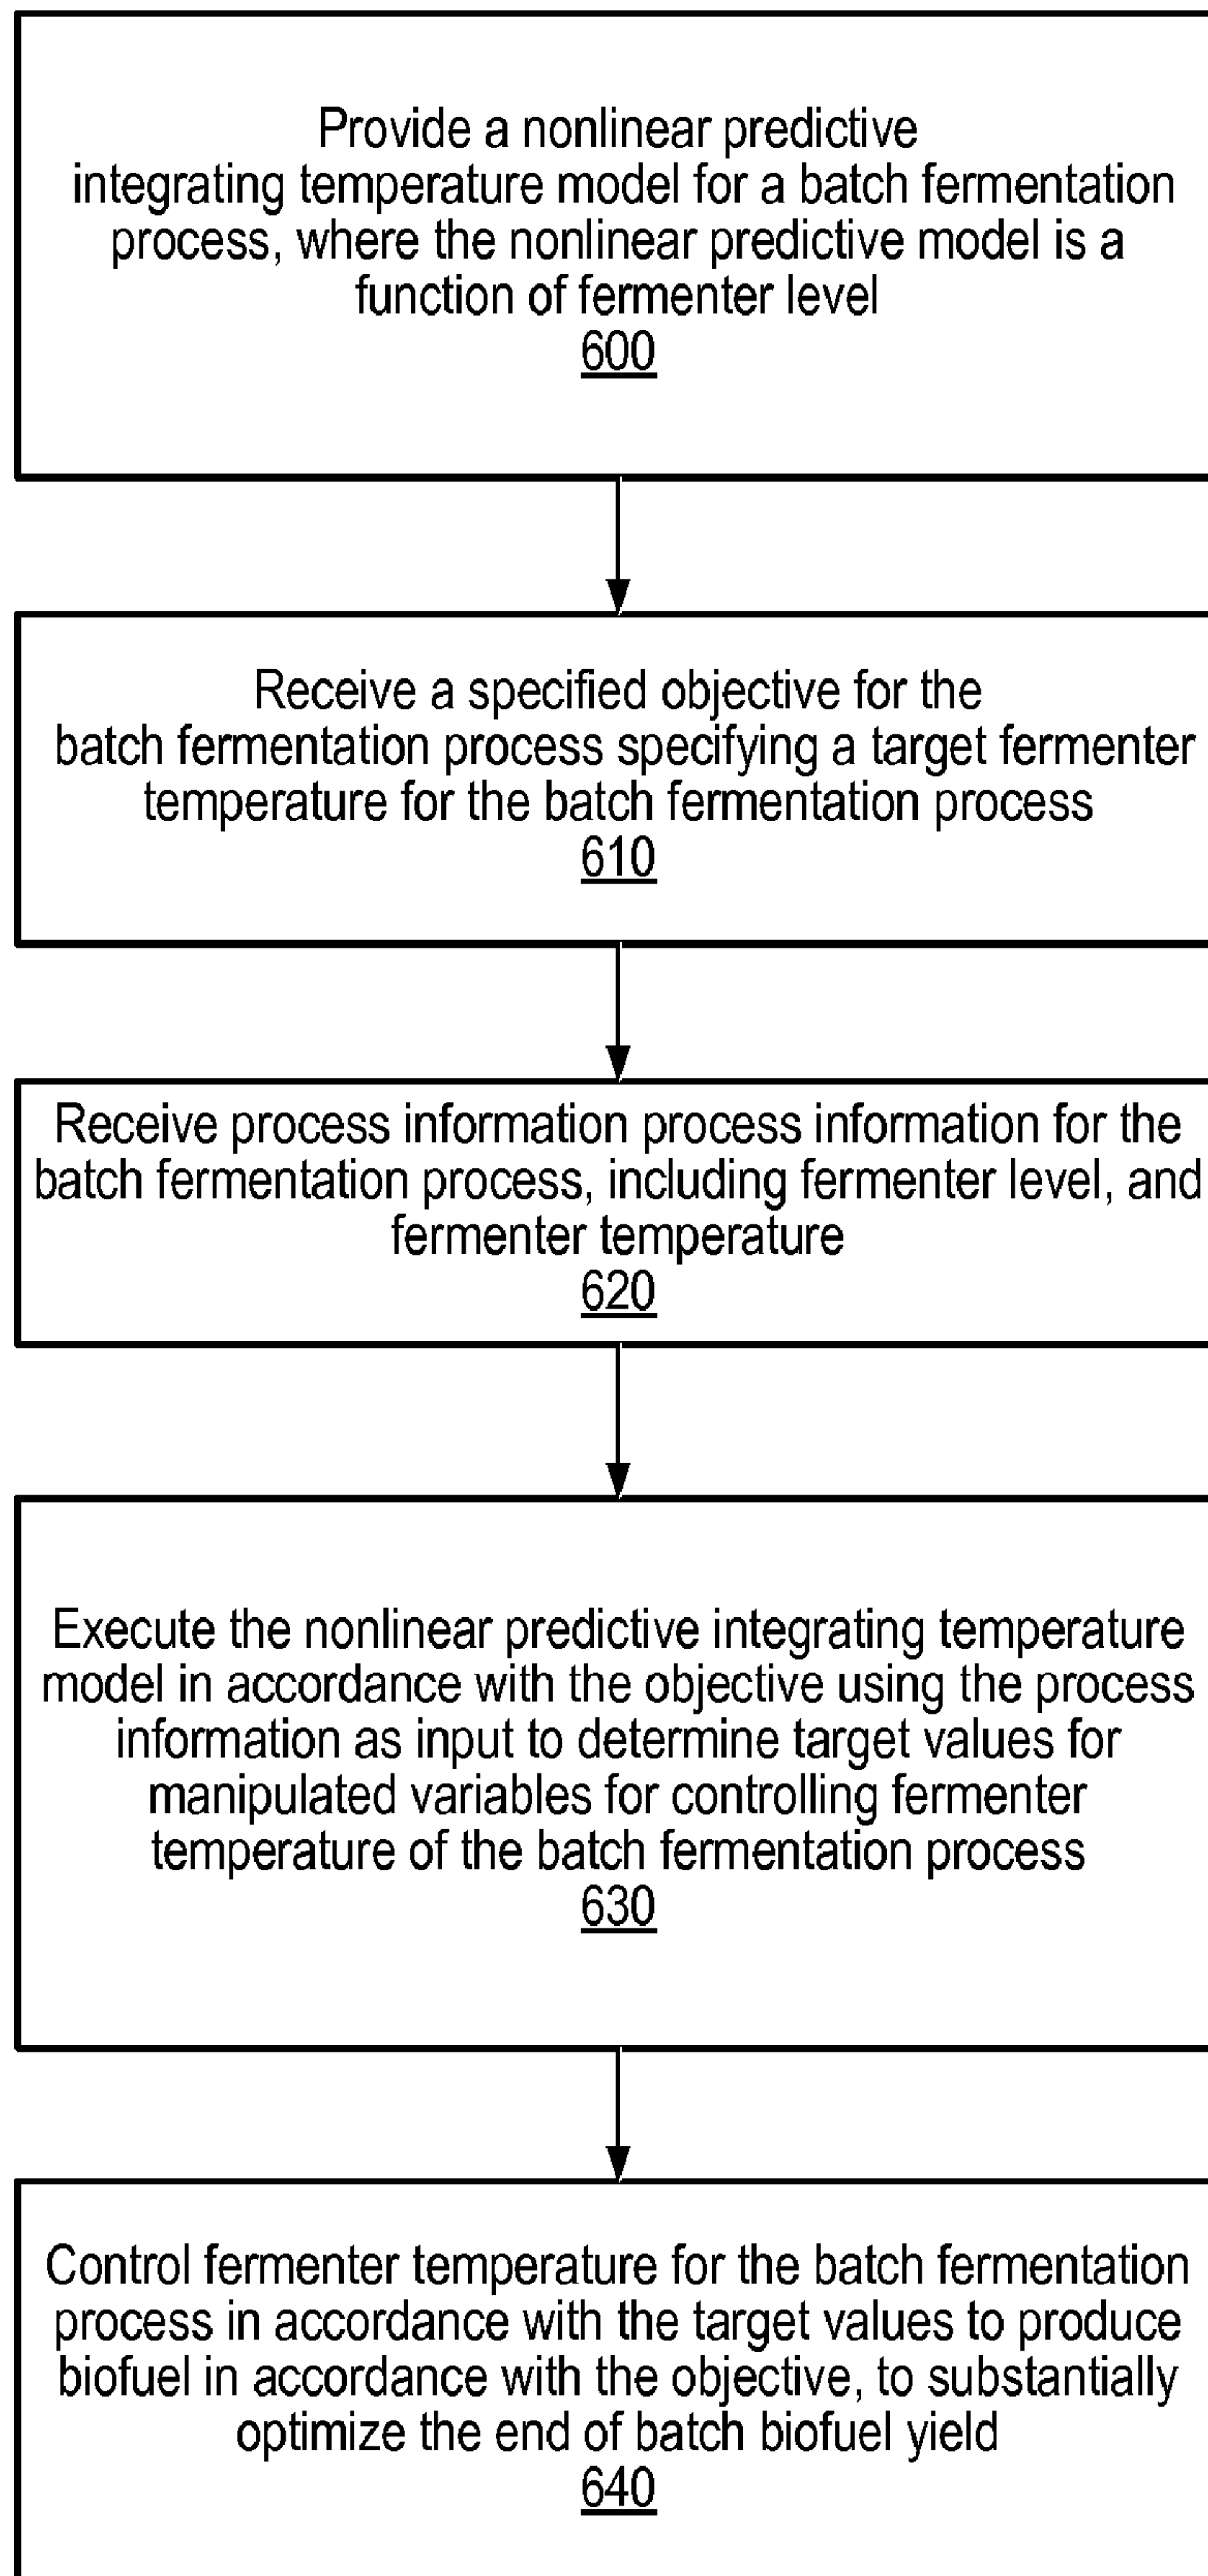 Provide a nonlinear predictive
integrating temperature model for a batch fermentation
process, where the nonlinear predictive model is a
function of fermenter level
600
Receive a specified objective for the
batch fermentation process specifying a target fermenter
temperature for the batch fermentation process
610
Receive process information process information for the
batch fermentation process, including fermenter level, and
fermenter temperature
620
Execute the nonlinear predictive integrating temperature
model in accordance with the objective using the process
information as input to determine target values for
manipulated variables for controlling fermenter
temperature of the batch fermentation process
630
Control fermenter temperature for the batch fermentation
process in accordance with the target values to produce
biofuel in accordance with the objective, to substantially
optimize the end of batch biofuel yield
640